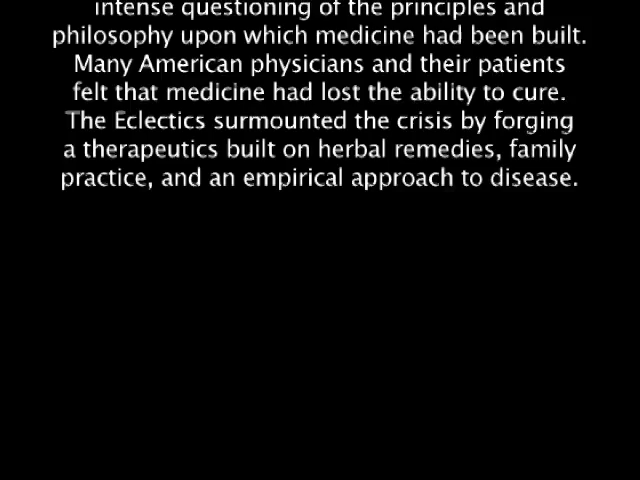 intense questioning of the principles and
philosophy upon which medicine had been built.
Many American physicians and their patients
felt that medicine had lost the ability to cure.
The Eclectics surmounted the crisis by forging
a therapeutics built on herbal remedies, family
practice, and an empirical approach to disease.